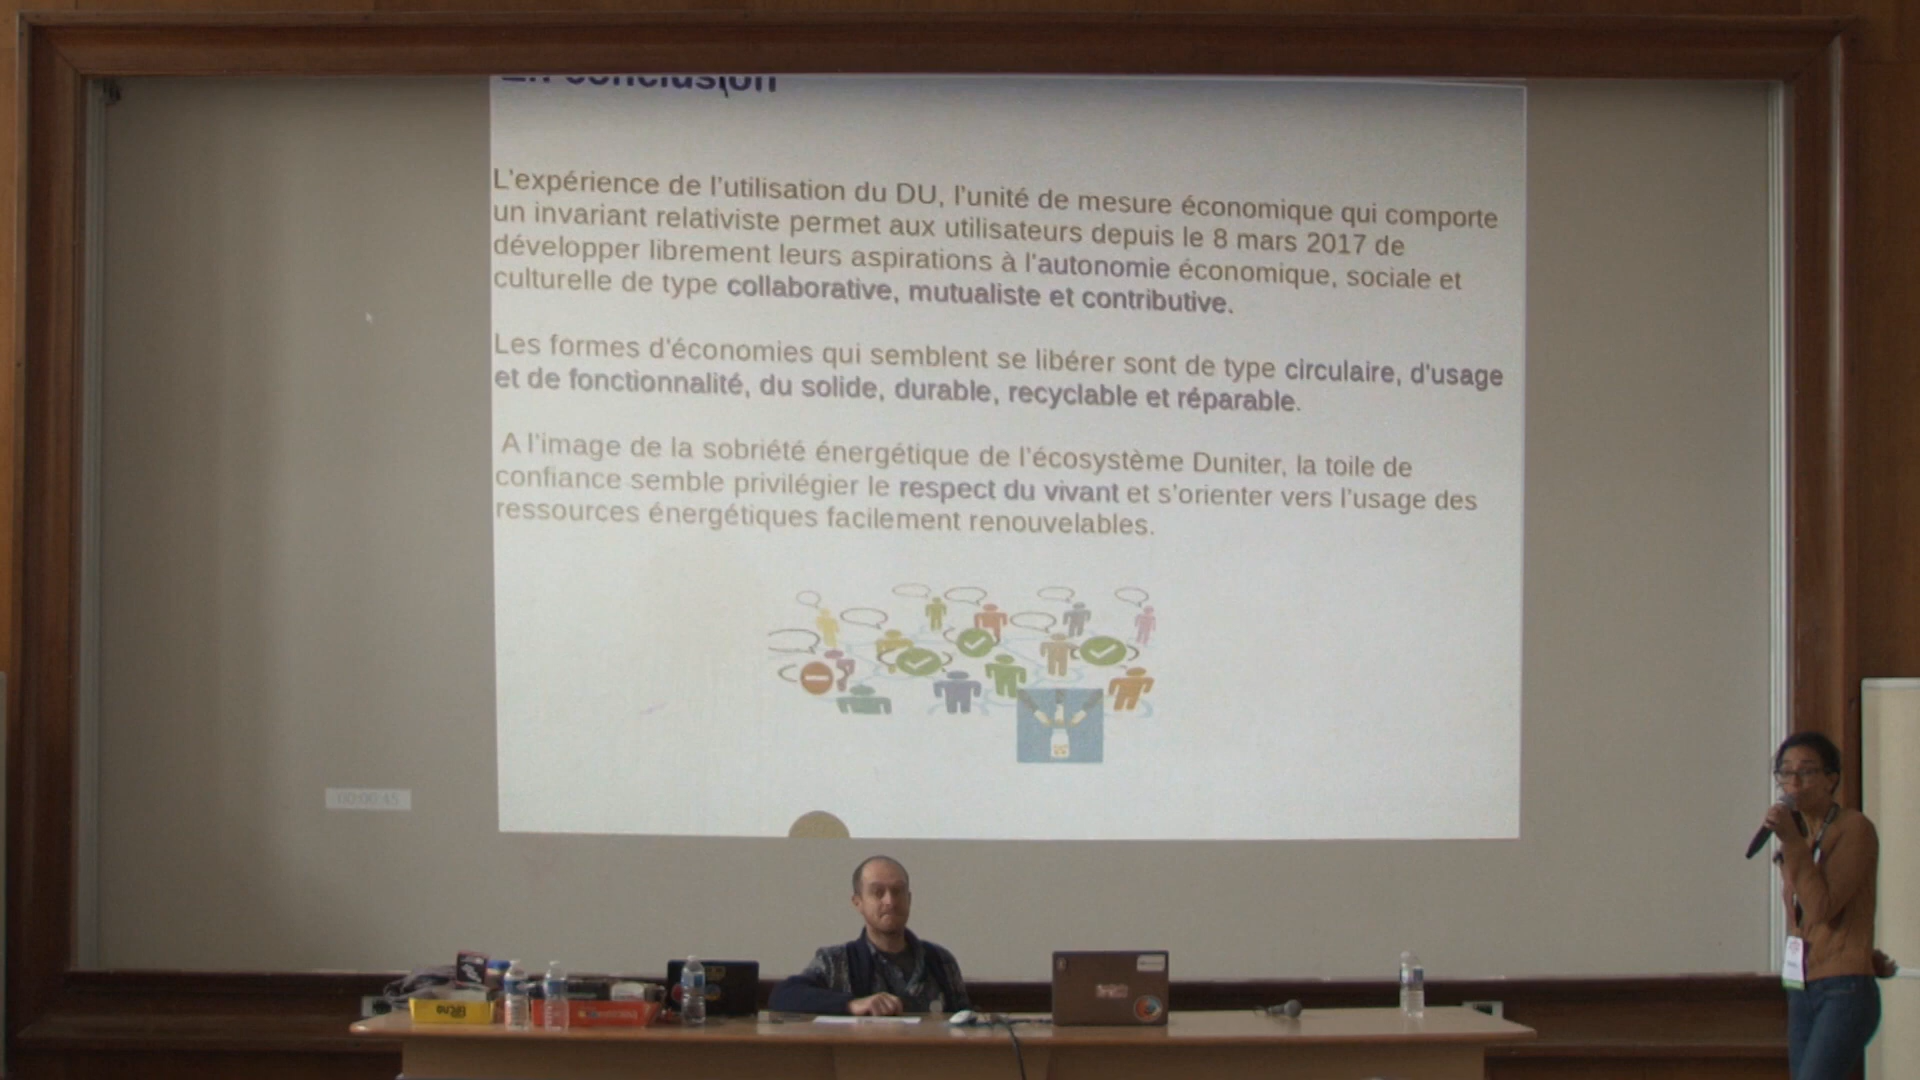 En conclusion
L'expérience de l'utilisation du DU, l'unité de mesure économique qui comporte
un invariant relativiste permet aux utilisateurs depuis le 8 mars 2017 de
développer librement leurs aspirations à l'autonomie économique, sociale et
culturelle de type collaborative, mutualiste et contributive.
Les formes d'économies qui semblent se libérer sont de type circulaire, d'usage
et de fonctionnalité, du solide, durable, recyclable et réparable.
A l'image de la sobriété énergétique de l'écosystème Duniter, la toile de
confiance semble privilégier le respect du vivant et s'orienter vers l'usage des
ressources énergétiques facilement renouvelables.
00:06:45